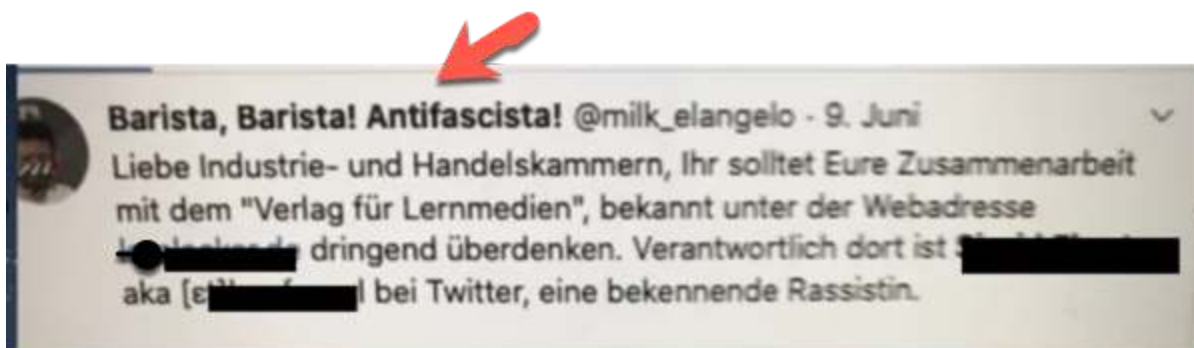 Barista, Barista! Antifascista! @milk_elangelo - 9. Juni
Liebe Industrie- und Handelskammern, Ihr solltet Eure Zusammenarbeit
mit dem "Verlag für Lernmedien", bekannt unter der Webadresse
dringend überdenken. Verantwortlich dort ist
aka [ɛ bei Twitter, eine bekennende Rassistin.